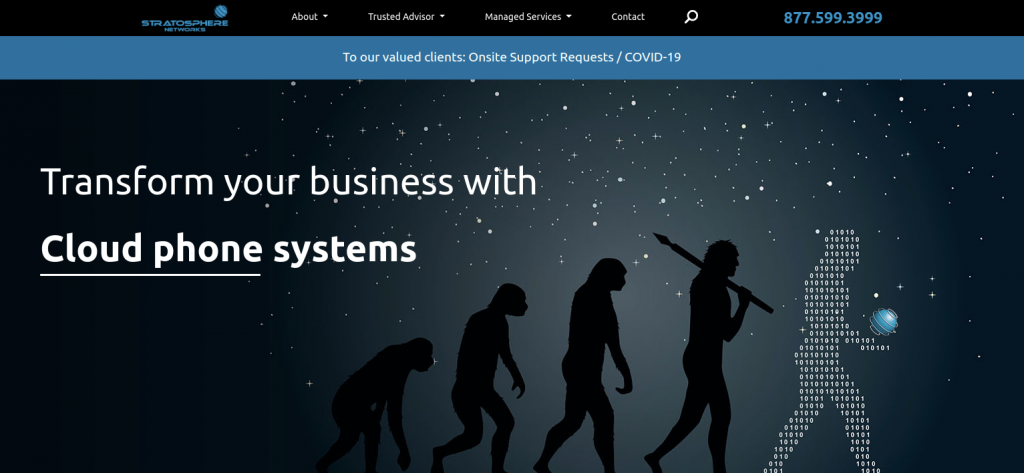 STRATOSPHERE
NETWORKS
About
Trusted Advisor
Managed Services
Contact
877.599.3999
To our valued clients: Onsite Support Requests / COVID-19
Transform your business with
Cloud phone systems